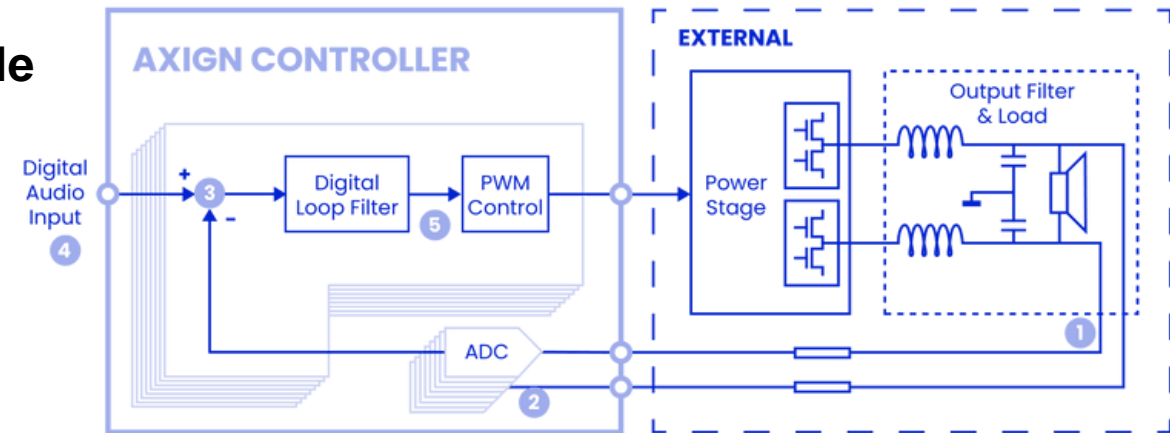 le
AXIGN CONTROLLER
EXTERNAL
Output Filter
& Load
Digital
Audio
Input
4
+
3
-
Digital
Loop Filter
5
PWM
Control
Power
Stage
1
ADC
2